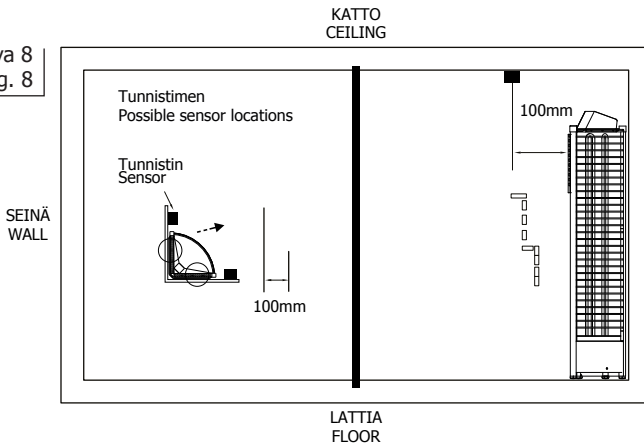 KATTO
CEILING
va 8
g. 8
Tunnistimen
Possible sensor locations
100mm
Tunnistin
Sensor
SEINÄ
WALL
100mm
LATTIA
FLOOR